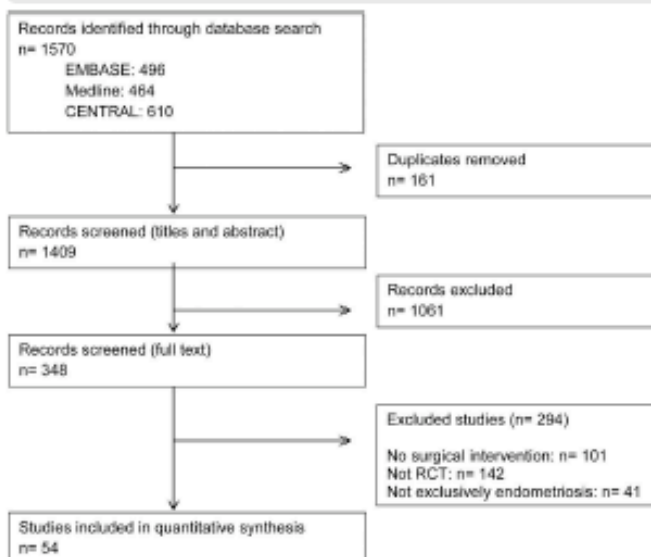 Records identified through database search
n= 1570
EMBASE: 496
Medline: 464
CENTRAL: 610
Duplicates removed
n= 161
Records screened (titles and abstract)
n= 1409
Records excluded
n= 1061
Records screened (full text)
n= 348
Excluded studies (n= 294)
No surgical intervention: n= 101
Not RCT: n= 142
Not exclusively endometriosis: n= 41
Studies included in quantitative synthesis
n= 54